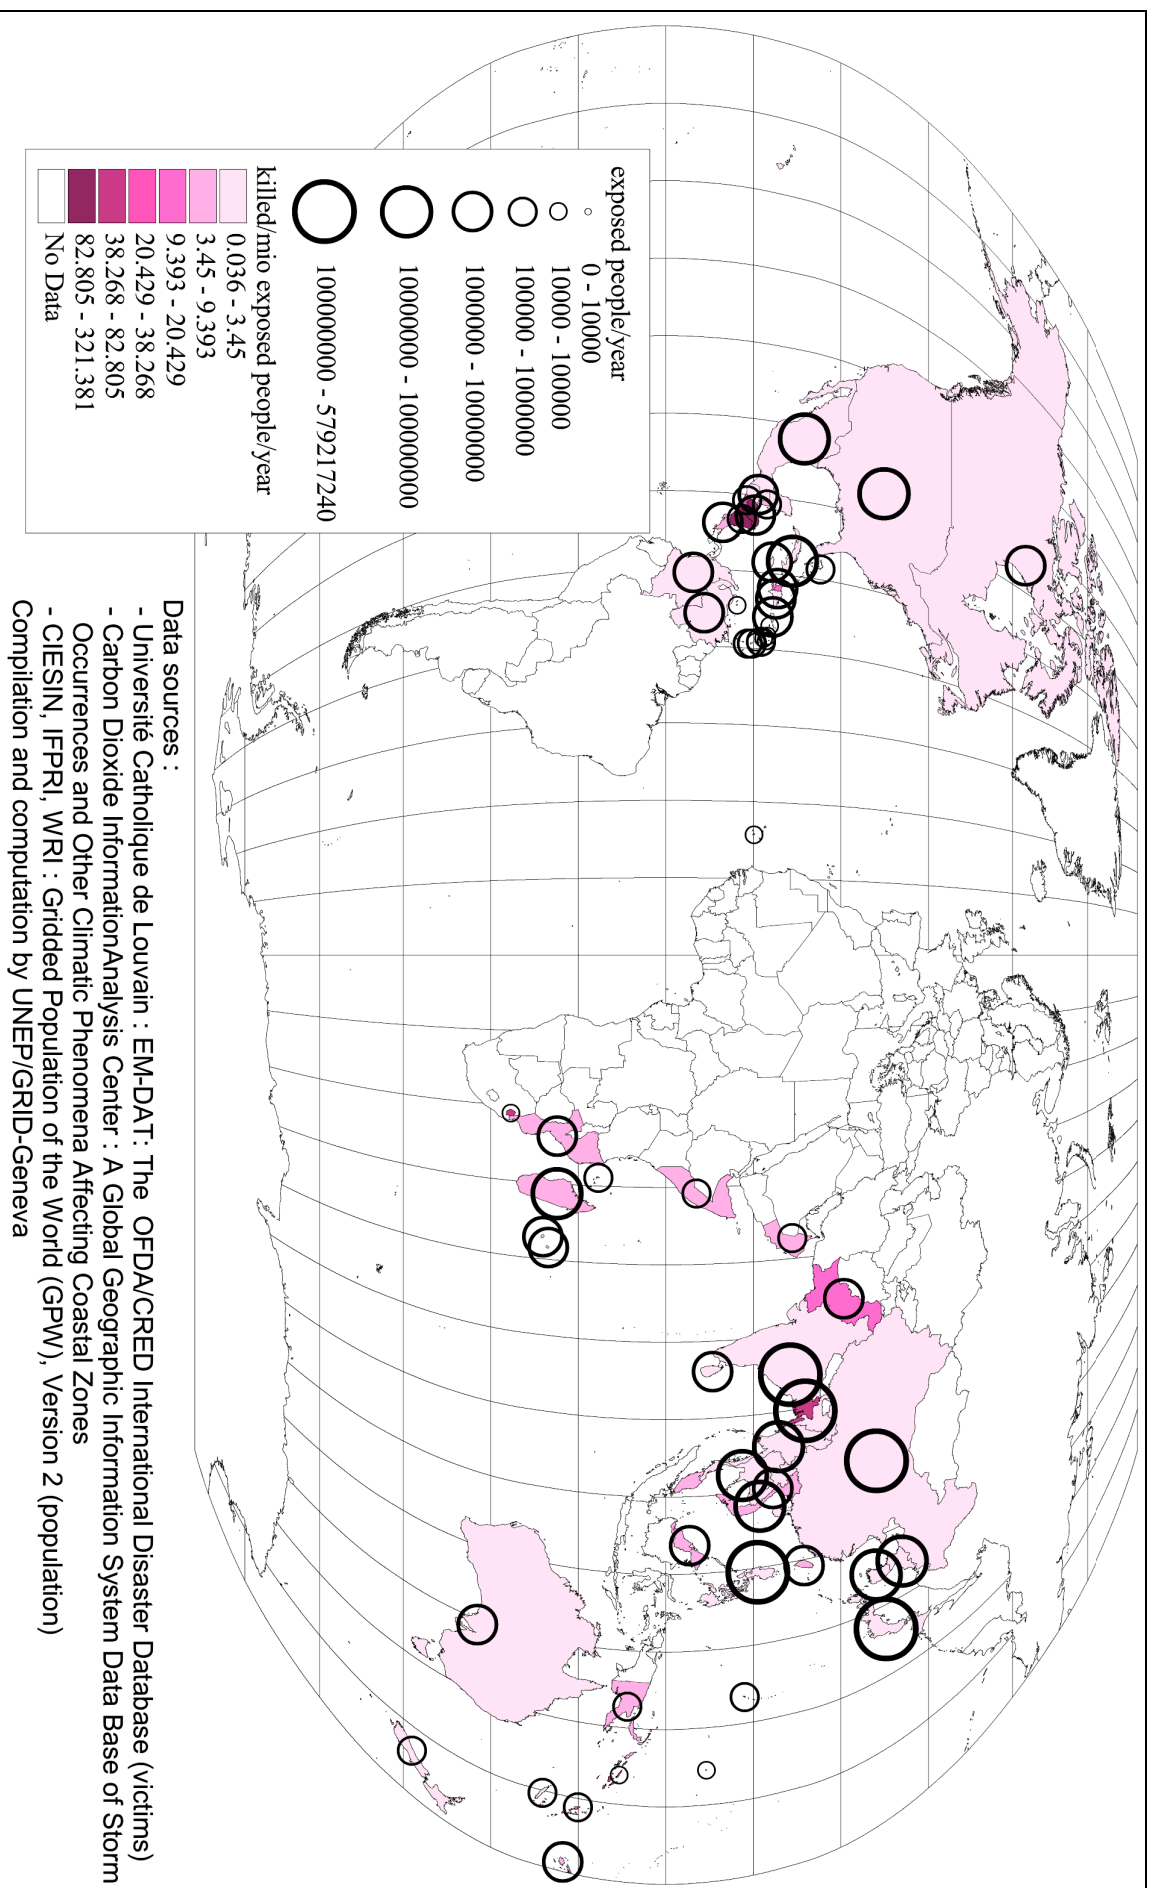 exposed people/year
0 - 10000
10000 - 100000
100000 - 1000000
1000000 - 10000000
10000000 - 100000000
100000000 - 579217240
killed/mio exposed people/year
0.036 - 3.45
3.45 - 9.393
9.393 - 20.429
20.429 - 38.268
38.268 - 82.805
82.805 - 321.381
No Data
Data sources :
- Université Catholique de Louvain : EM-DAT: The OFDA/CRED International Disaster Database (victims)
- Carbon Dioxide InformationAnalysis Center : A Global Geographic Information System Data Base of Storm
Occurrences and Other Climatic Phenomena Affecting Coastal Zones
- CIESIN, IFPRI, WRI : Gridded Population of the World (GPW), Version 2 (population)
Compilation and computation by UNEP/GRID-Geneva